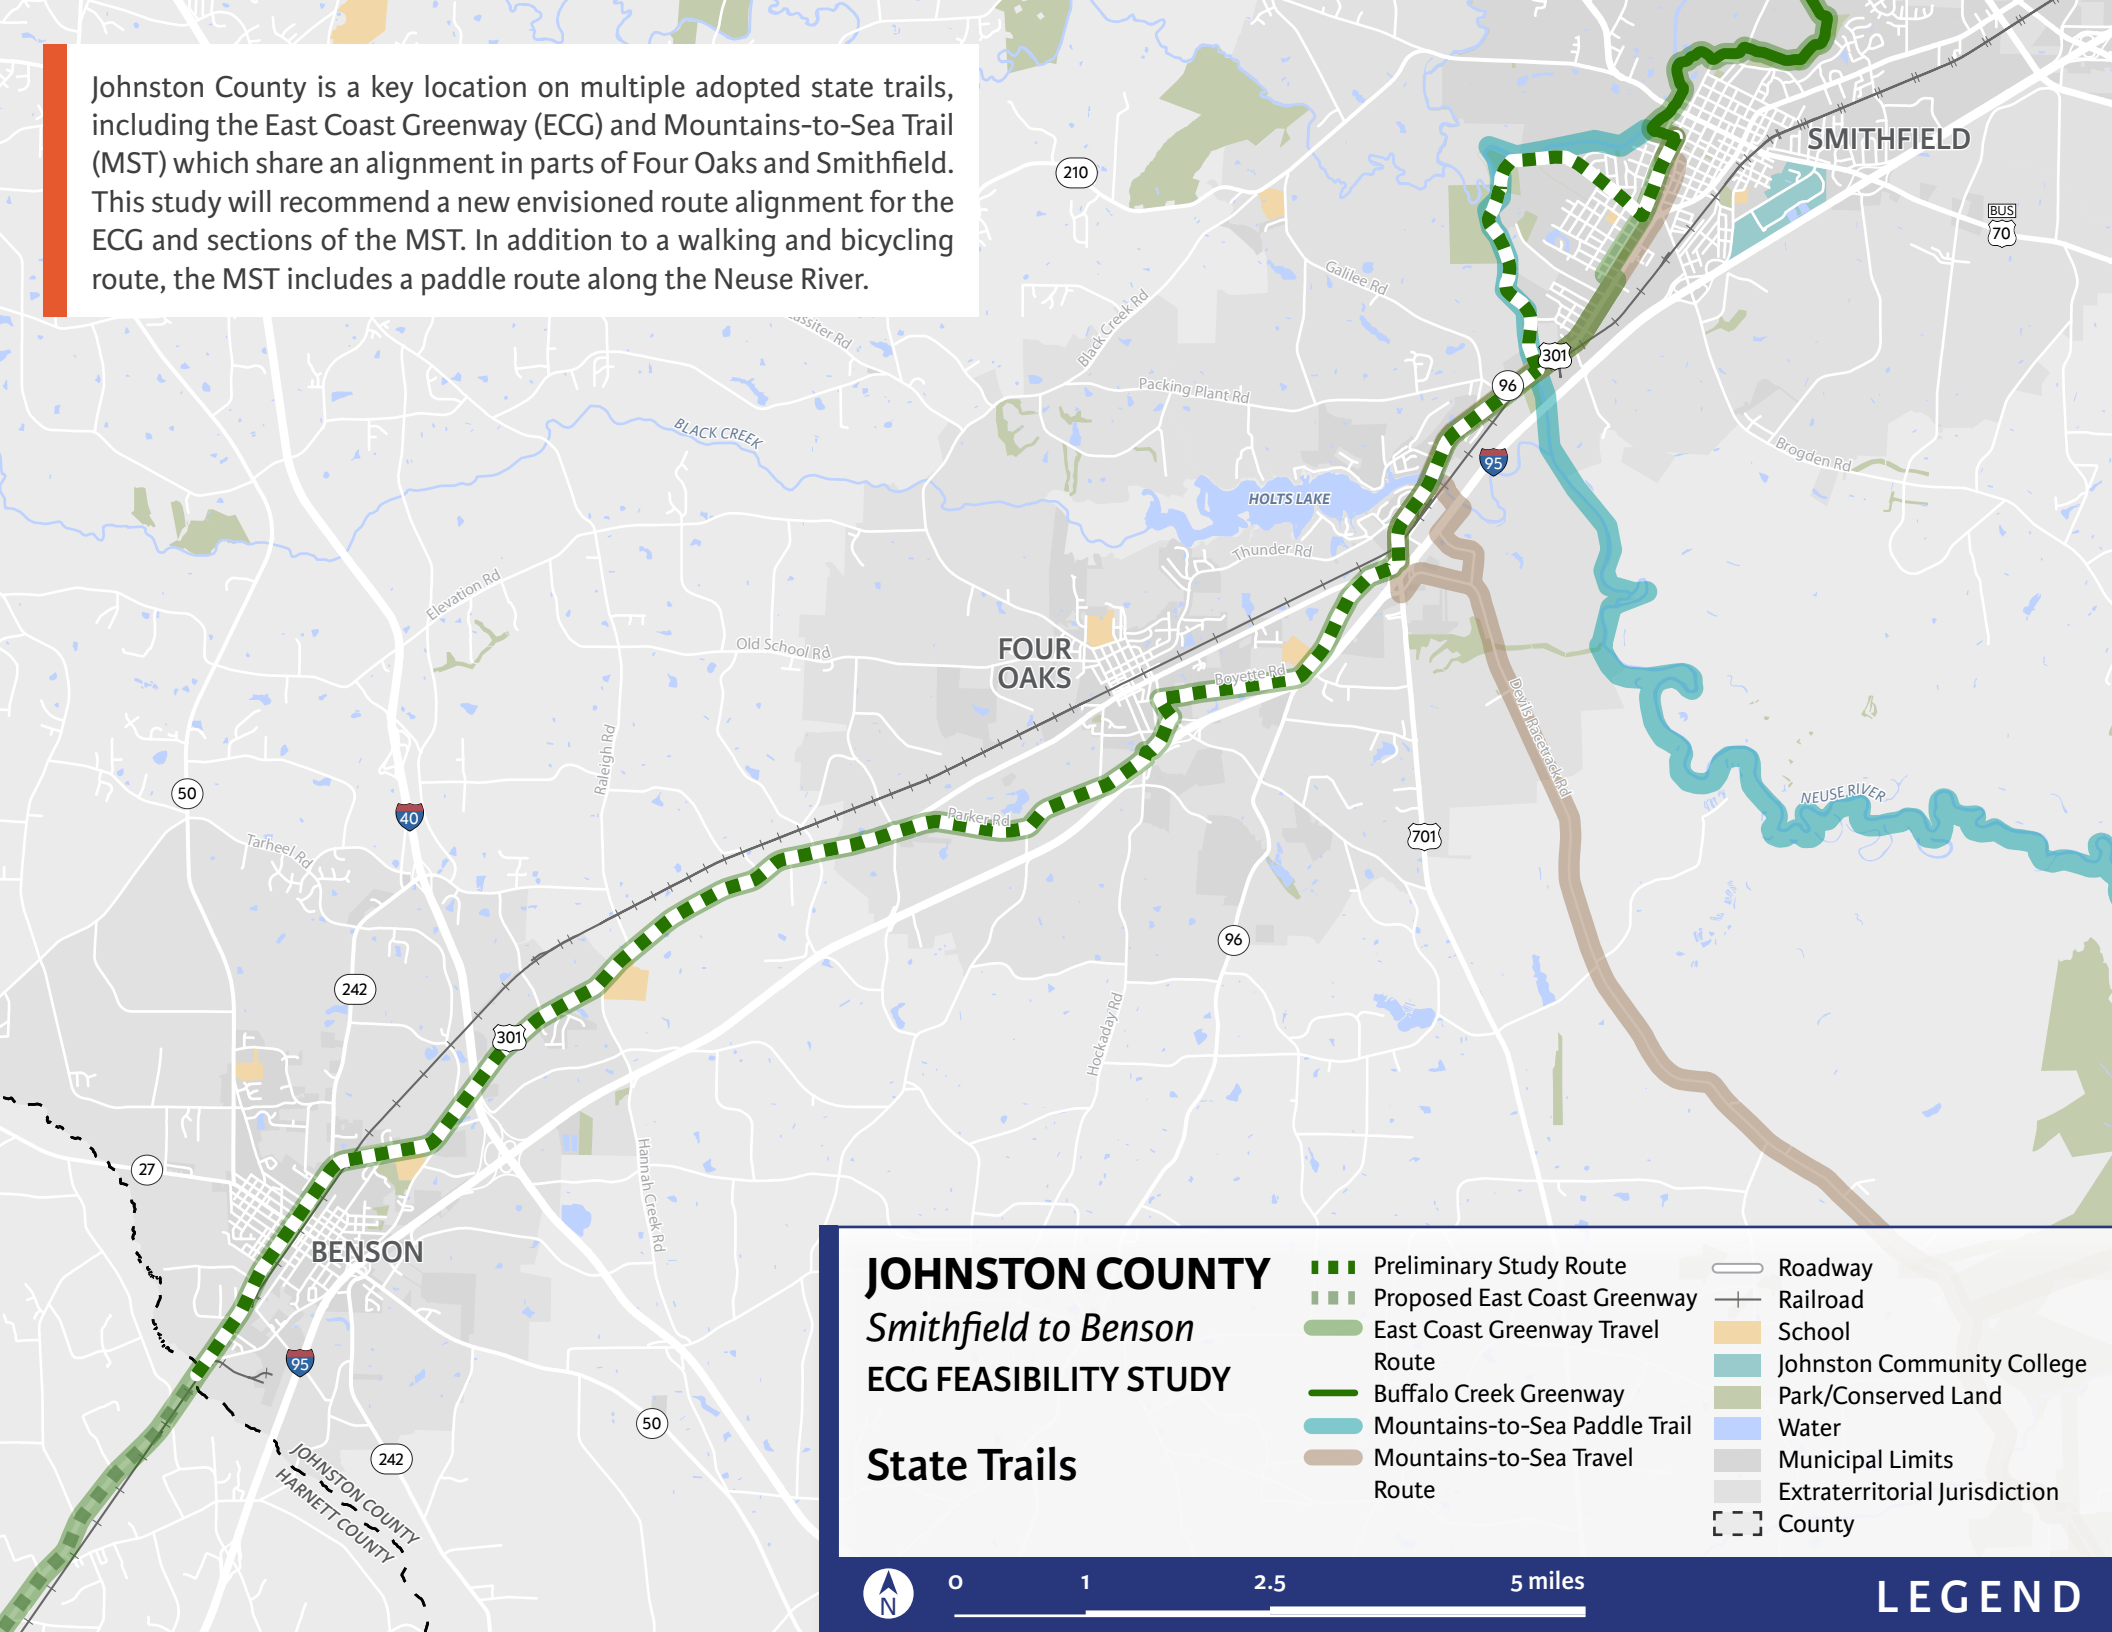 Johnston County is a key location on multiple adopted state trails,
including the East Coast Greenway (ECG) and Mountains-to-Sea Trail
(MST) which share an alignment in parts of Four Oaks and Smithfield.
This study will recommend a new envisioned route alignment for the
ECG and sections of the MST. In addition to a walking and bicycling
route, the MST includes a paddle route along the Neuse River.
SMITHFIELD
210
BUS
70
Galilee Rd
Black Creek Rd
301
96
Packing Plant Rd
BLACK CREEK
Brogden Rd
95
HOLTS LAKE
Thunder Rd
Elevation Rd
Old School Rd
FOUR
OAKS
Boyette Rd
Devils Racetrack Rd
Raleigh Rd
50
40
NEUSE RIVER
Parker Rd
701
Tarheel Rd
96
242
301
Hockaday Rd
27
Hannah Creek Rd
BENSON
95
50
242
JOHNSTON COUNTY
HARNETT COUNTY
JOHNSTON COUNTY
Smithfield to Benson
ECG FEASIBILITY STUDY
State Trails
Preliminary Study Route
Proposed East Coast Greenway
East Coast Greenway Travel
Route
Buffalo Creek Greenway
Mountains-to-Sea Paddle Trail
Mountains-to-Sea Travel
Route
Roadway
Railroad
School
Johnston Community College
Park/Conserved Land
Water
Municipal Limits
Extraterritorial Jurisdiction
County
N
0 1 2.5 5 miles
LEGEND